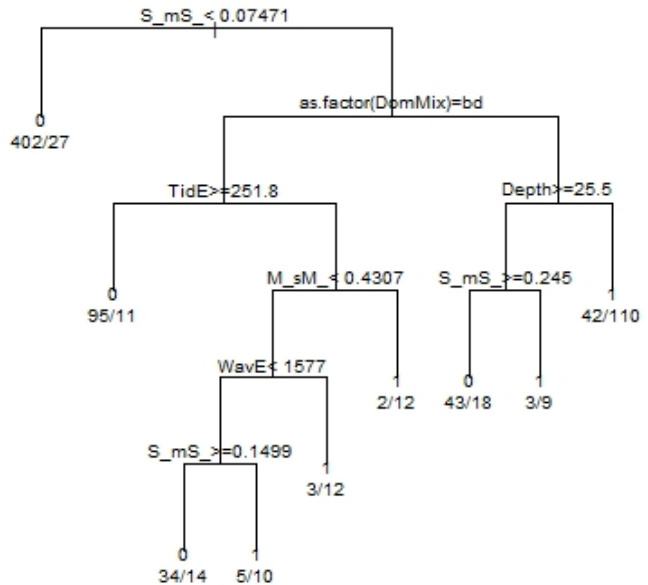 S_mS_< 0.07471
as.factor(DomMix)=bd
0
402/27
TidE>=251.8
Depth>=25.5
M_sM_< 0.4307
S_mS_>=0.245
0
95/11
1
42/110
WavE< 1577
1
2/12
0
43/18
1
3/9
S_mS_>=0.1499
1
3/12
0
34/14
1
5/10